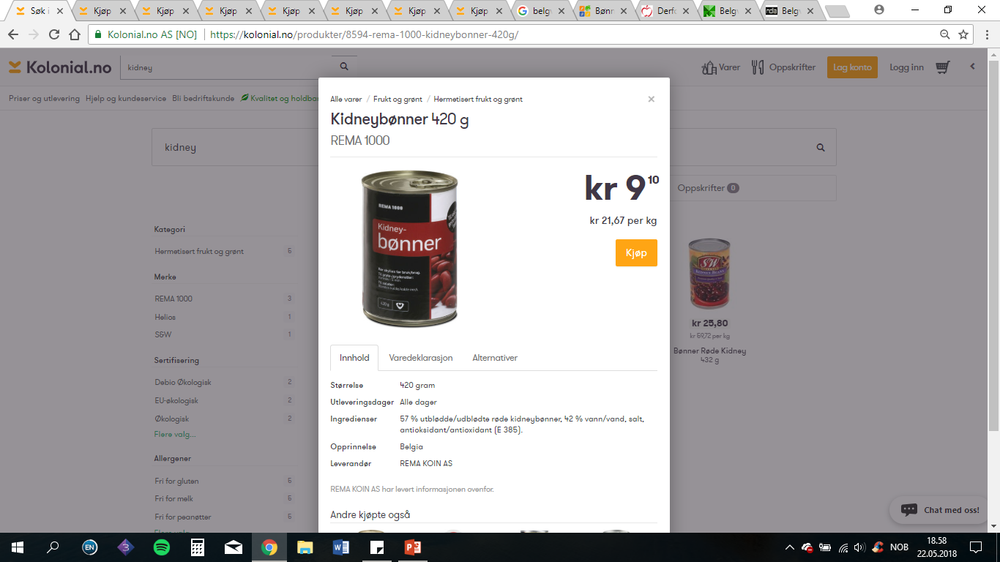 Søk i
Kjøp
Kjøp
Kjøp
Kjøp
Kjøp
Kjøp
Kjøp
belgi
Bønn
Derfo
Belgi
Belgi
Kolonial.no AS [NO] https://kolonial.no/produkter/8594-rema-1000-kidneybonner-420g/
Kolonial.no
kidney
Varer
Oppskrifter
Lag konto
Logg inn
Priser og utlevering Hjelp og kundeservice Bli bedriftskunde Kvalitet og holdba
kidney
Oppskrifter 0
Kategori
Hermetisert frukt og grønt 6
Merke
REMA 1000 3
Helios 1
S&W 1
Sertifisering
Debio Økologisk 2
EU-økologisk 2
Økologisk 2
Flere valg...
Allergener
Fri for gluten 6
Fri for melk 6
Fri for peanøtter 6
Alle varer / Frukt og grønt / Hermetisert frukt og grønt ×
Kidneybønner 420 g
REMA 1000
REMA 1000
Kidney-
bønner
420 g
kr 9 10
kr 21,67 per kg
Kjøp
Innhold Varedeklarasjon Alternativer
Størrelse 420 gram
Utleveringsdager Alle dager
Ingredienser 57 % utblødde/udblødte røde kidneybønner, 42 % vann/vand, salt,
antioksidant/antioxidant (E 385).
Opprinnelse Belgia
Leverandør REMA KOIN AS
REMA KOIN AS har levert informasjonen ovenfor.
Andre kjøpte også
S&W
KIDNEY BEANS
kr 25,80
kr 59,72 per kg
Bønner Røde Kidney
432 g
Chat med oss!
EN
NOB
18.58
22.05.2018